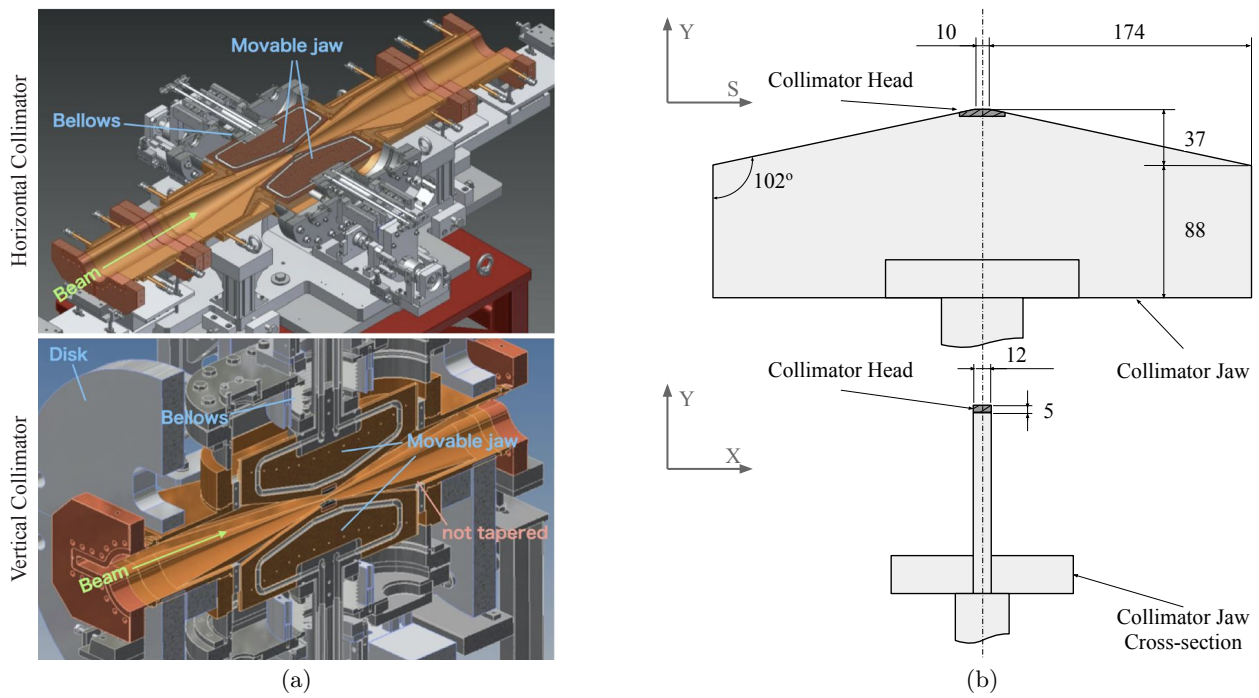 Horizontal Collimator
Movable jaw
Bellows
Beam
Vertical Collimator
Disk
Bellows
Movable jaw
not tapered
Beam
(a)
Y
S
10
174
Collimator Head
37
102º
88
Collimator Jaw
12
Collimator Head
Y
5
X
Collimator Jaw
Cross-section
(b)